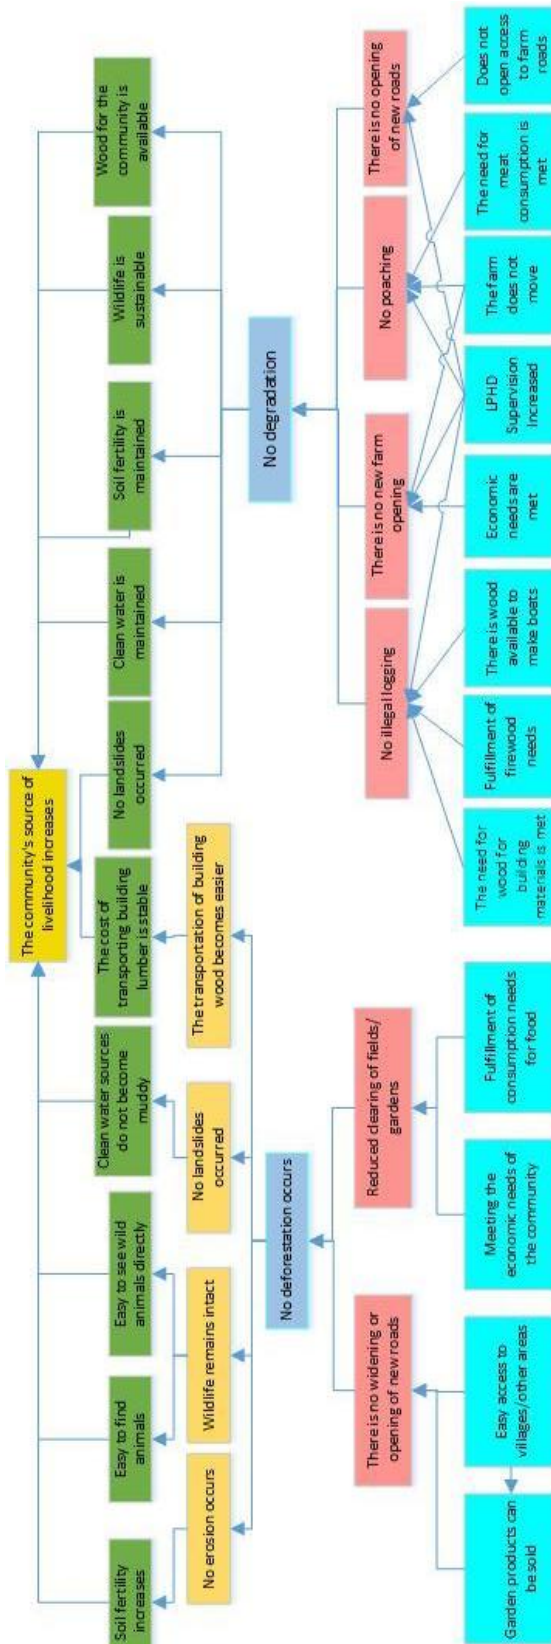 The community's source of
livelihood increases
Soil fertility
increases
Easy to find
animals
Easy to see wild
animals directly
Clean water sources
do not become
muddy
The cost of
transporting building
lumber is stable
No landslides
occurred
Clean water is
maintained
Soil fertility is
maintained
Wildlife is
sustainable
Wood for the
community is
available
No erosion occurs
Wildlife remains intact
No landslides
occurred
The transportation of building
wood becomes easier
No deforestation occurs
No degradation
There is no widening or
opening of new roads
Reduced clearing of fields/
gardens
No illegal logging
There is no new farm
opening
No poaching
There is no opening
of new roads
Garden products can
be sold
Easy access to
villages/other areas
Meeting the
economic needs of
the community
Fulfillment of
consumption needs
for food
The need for
wood for
building
materials is met
Fulfillment of
firewood
needs
There is wood
available to
make boats
Economic
needs are
met
LPHD
Supervision
Increased
The farm
does not
move
The need for
meat
consumption is
met
Does not
open access
to farm
roads